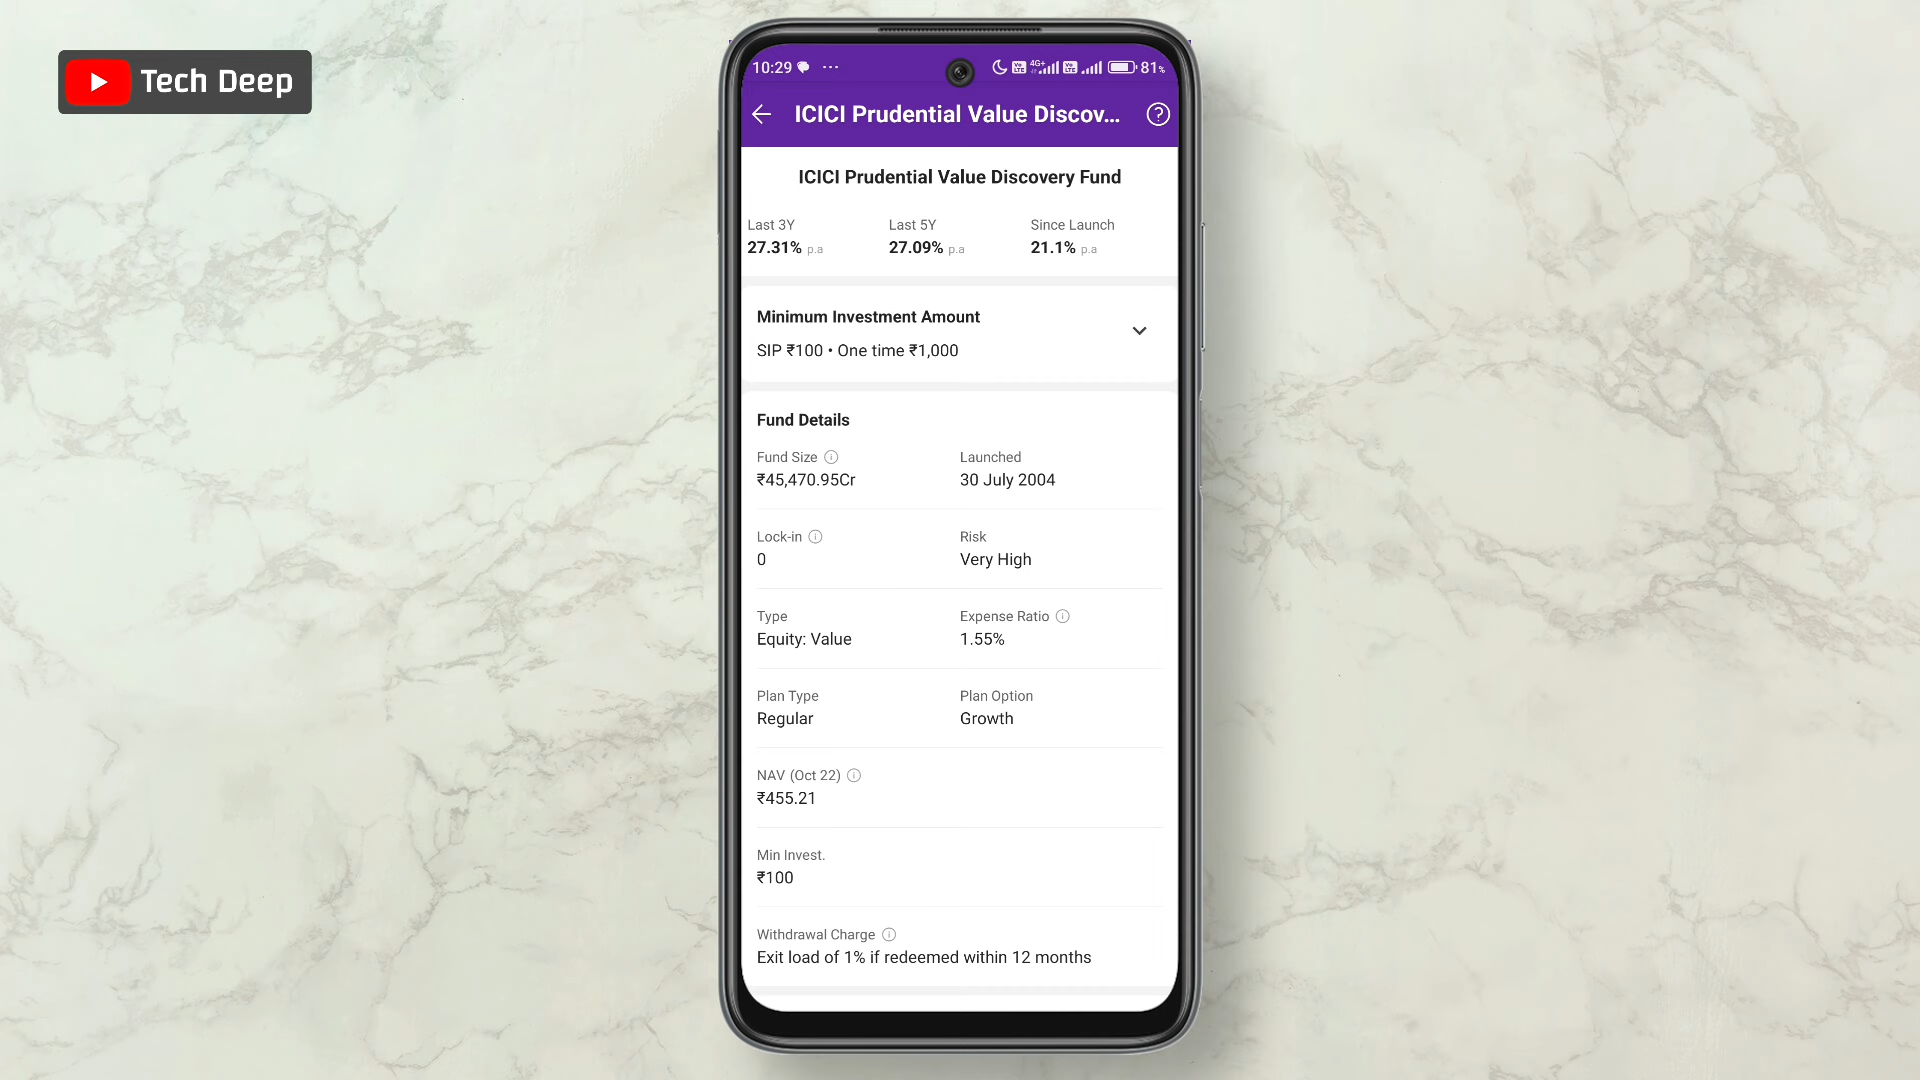 Tech Deep
10:29 ... 4G+ 81%
ICICI Prudential Value Discov...
ICICI Prudential Value Discovery Fund
Last 3Y Last 5Y Since Launch
27.31% p.a 27.09% p.a 21.1% p.a
Minimum Investment Amount
SIP ₹100 • One time ₹1,000
Fund Details
Fund Size Launched
₹45,470.95Cr 30 July 2004
Lock-in Risk
0 Very High
Type Expense Ratio
Equity: Value 1.55%
Plan Type Plan Option
Regular Growth
NAV (Oct 22)
₹455.21
Min Invest.
₹100
Withdrawal Charge
Exit load of 1% if redeemed within 12 months